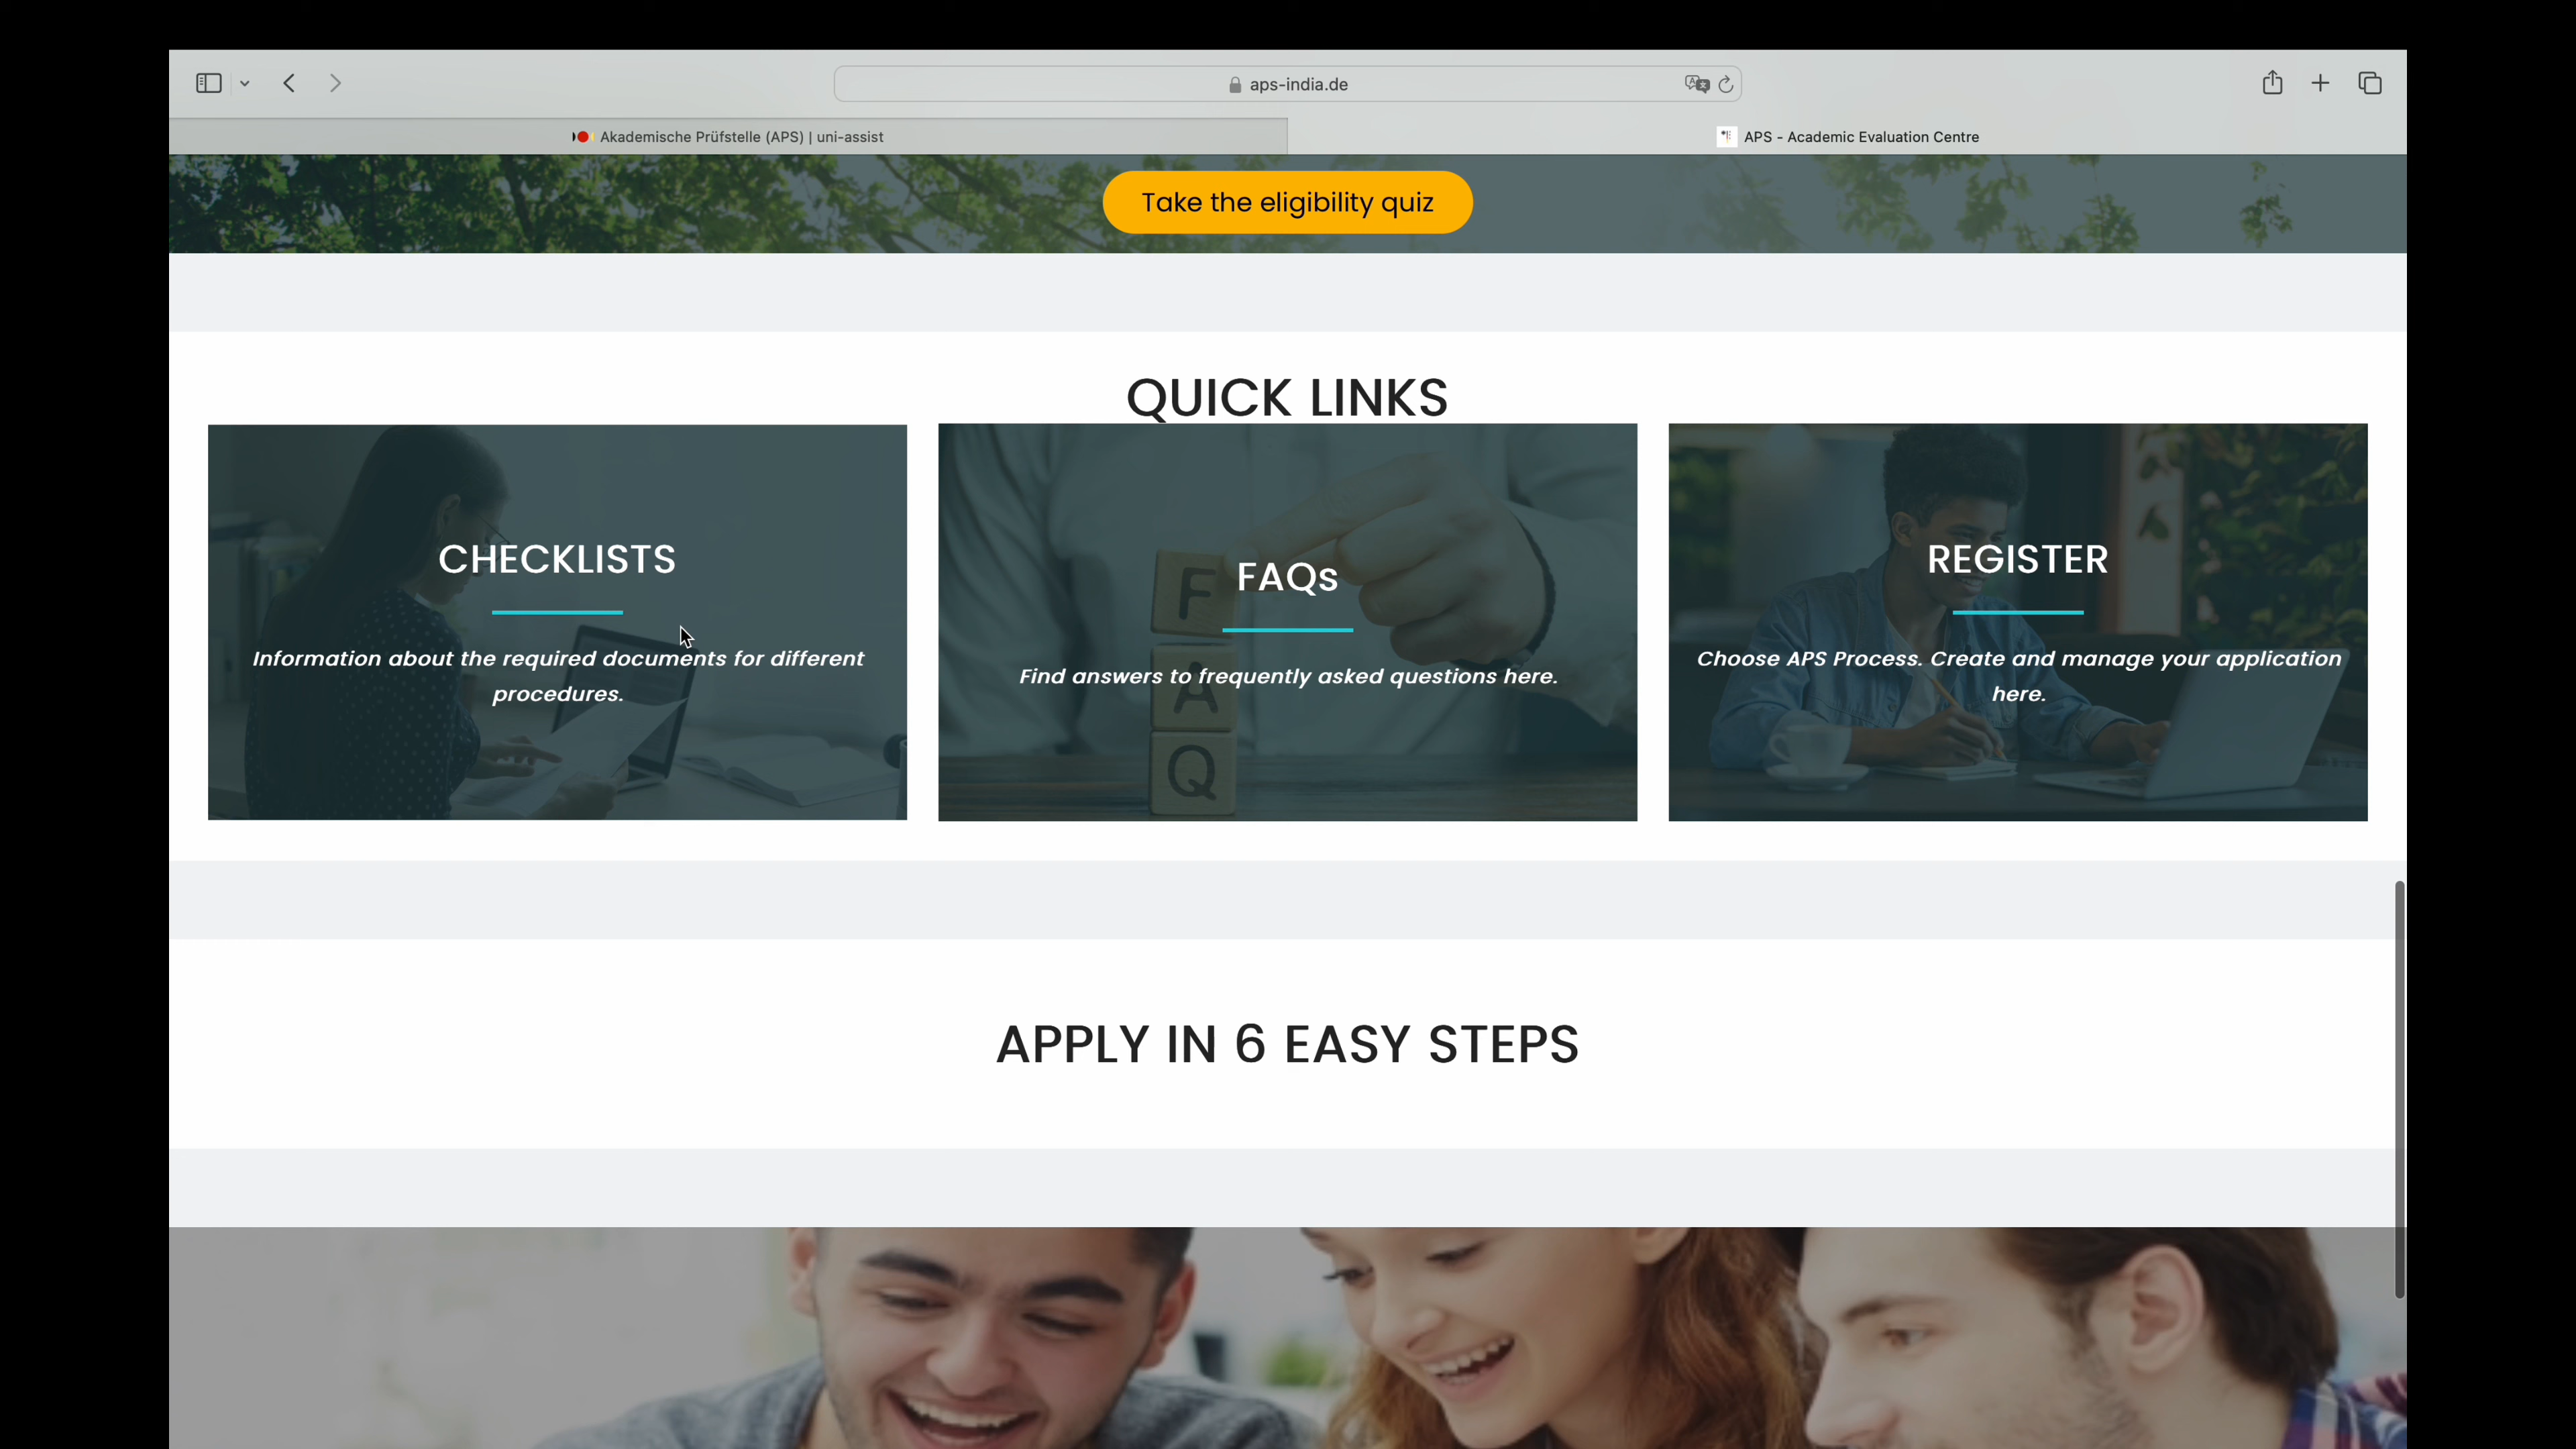 aps-india.de
Akademische Prüfstelle (APS) | uni-assist
APS - Academic Evaluation Centre
Take the eligibility quiz
QUICK LINKS
CHECKLISTS
Information about the required documents for different
procedures.
FAQs
Find answers to frequently asked questions here.
F
A
Q
REGISTER
Choose APS Process. Create and manage your application
here.
APPLY IN 6 EASY STEPS